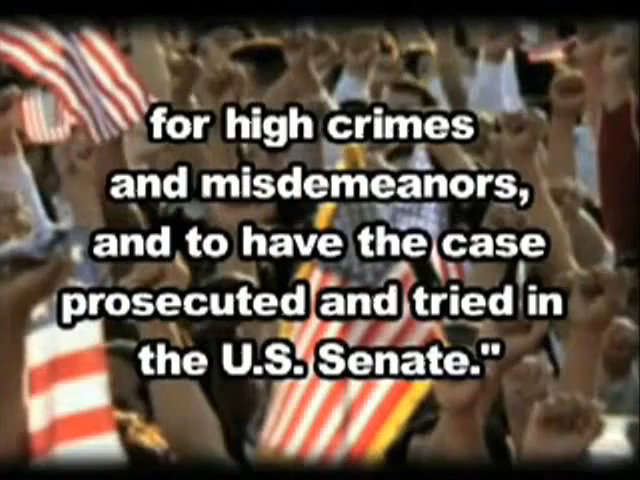 for high crimes
and misdemeanors,
and to have the case
prosecuted and tried in
the U.S. Senate."